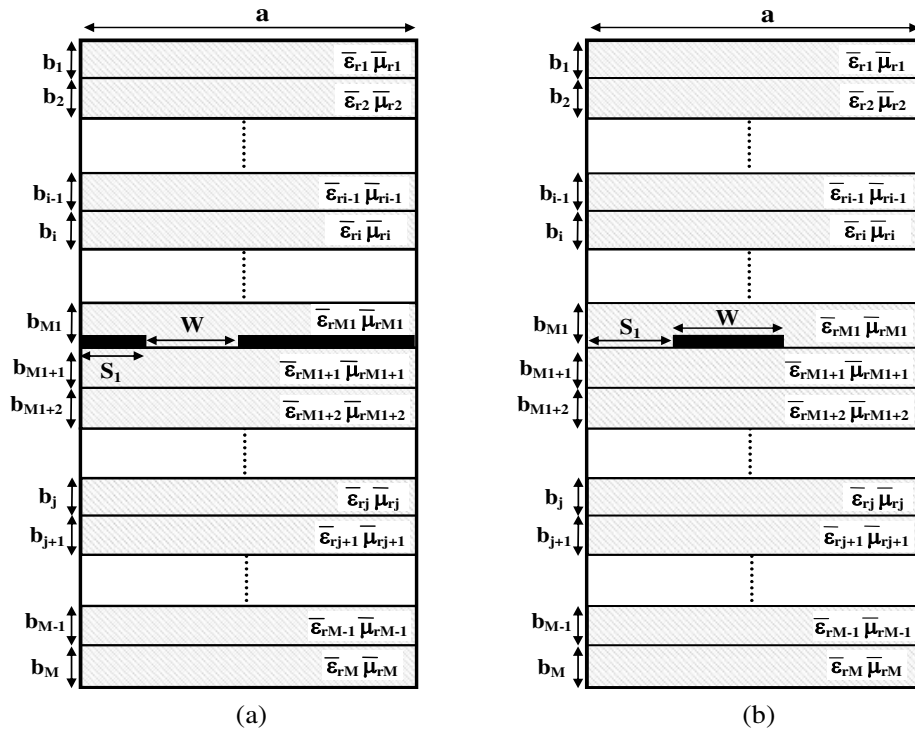 a
b₁ ε̅r1 μ̅r1
b₂ ε̅r2 μ̅r2
bi-1 ε̅ri-1 μ̅ri-1
bi ε̅ri μ̅ri
bM1 W ε̅rM1 μ̅rM1
S₁
bM1+1 ε̅rM1+1 μ̅rM1+1
bM1+2 ε̅rM1+2 μ̅rM1+2
bj ε̅rj μ̅rj
bj+1 ε̅rj+1 μ̅rj+1
bM-1 ε̅rM-1 μ̅rM-1
bM ε̅rM μ̅rM
(a)
a
b₁ ε̅r1 μ̅r1
b₂ ε̅r2 μ̅r2
bi-1 ε̅ri-1 μ̅ri-1
bi ε̅ri μ̅ri
bM1 S₁ W ε̅rM1 μ̅rM1
bM1+1 ε̅rM1+1 μ̅rM1+1
bM1+2 ε̅rM1+2 μ̅rM1+2
bj ε̅rj μ̅rj
bj+1 ε̅rj+1 μ̅rj+1
bM-1 ε̅rM-1 μ̅rM-1
bM ε̅rM μ̅rM
(b)